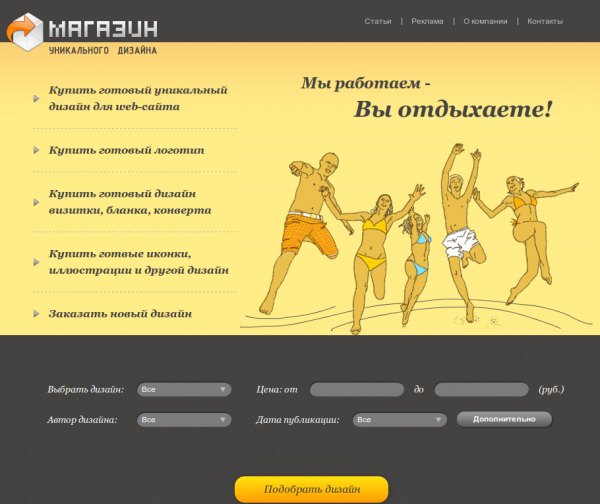 МАГАЗИН
УНИКАЛЬНОГО ДИЗАЙНА
Статьи | Реклама | О компании | Контакты
Купить готовый уникальный
дизайн для web-сайта
Купить готовый логотип
Купить готовый дизайн
визитки, бланка, конверта
Купить готвые иконки,
иллюстрации и другой дизайн
Заказать новый дизайн
Мы работаем -
Вы отдыхаете!
Выбрать дизайн: Все Цена: от до (руб.)
Автор дизайна: Все Дата публикации: Все Дополнительно
Подобрать дизайн